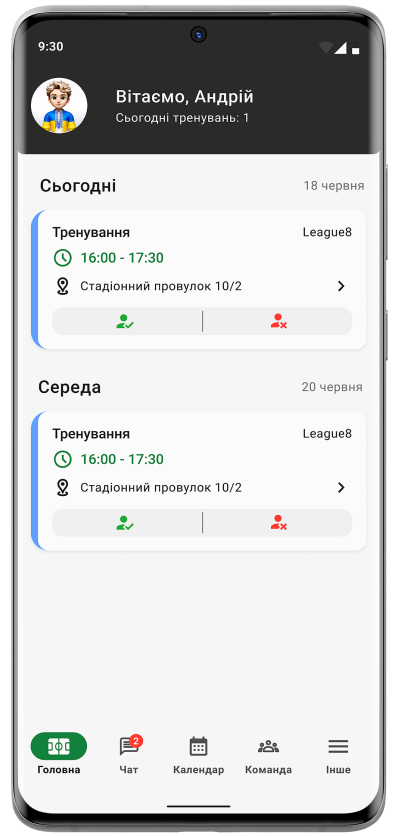 9:30
Вітаємо, Андрій
Сьогодні тренувань: 1
Сьогодні 18 червня
Тренування League8
16:00 - 17:30
Стадіонний провулок 10/2
Середа 20 червня
Тренування League8
16:00 - 17:30
Стадіонний провулок 10/2
2
Головна Чат Календар Команда Інше